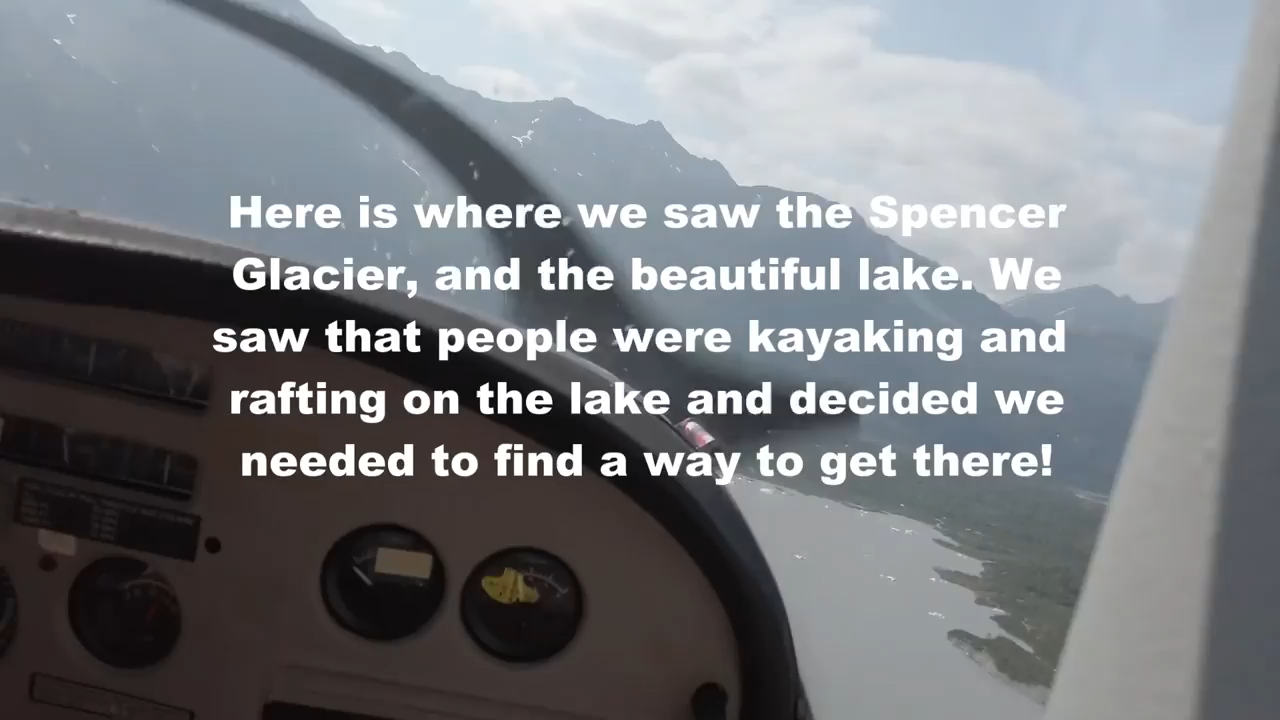 Here is where we saw the Spencer
Glacier, and the beautiful lake. We
saw that people were kayaking and
rafting on the lake and decided we
needed to find a way to get there!